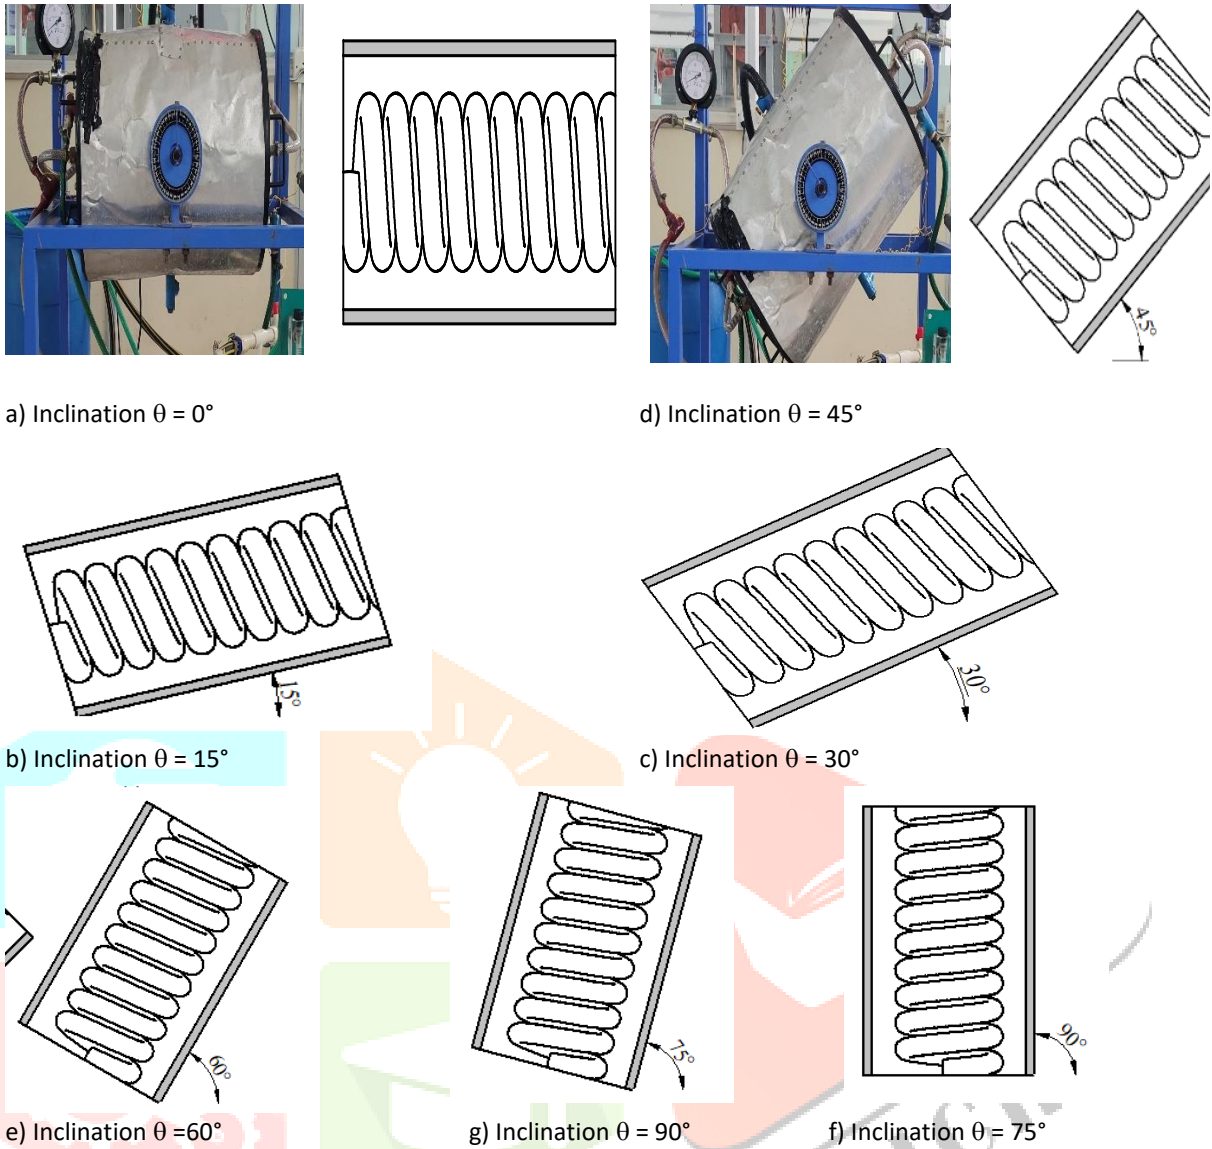 45°
a) Inclination θ = 0°
d) Inclination θ = 45°
15°
30°
b) Inclination θ = 15°
c) Inclination θ = 30°
60°
75°
90°
e) Inclination θ =60°
g) Inclination θ = 90°
f) Inclination θ = 75°